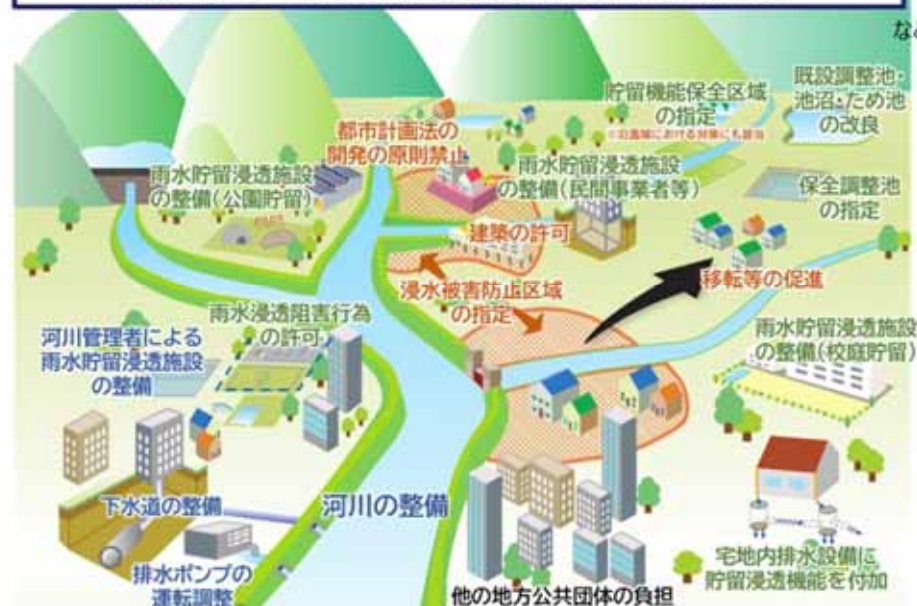 な
貯留機能保全区域
の指定
既設調整池・
池沼・ため池
の改良
都市計画法の
開発の原則禁止
雨水貯留浸透施設
の整備(公園貯留)
雨水貯留浸透施設
の整備(民間事業者等)
保全調整池
の指定
建築の許可
移転等の促進
浸水被害防止区域
の指定
雨水浸透阻害行為
の許可
河川管理者による
雨水貯留浸透施設
の整備
雨水貯留浸透施設
の整備(校庭貯留)
下水道の整備
河川の整備
排水ポンプの
運転調整
宅地内排水設備に
貯留浸透機能を付加
他の地方公共団体の負担